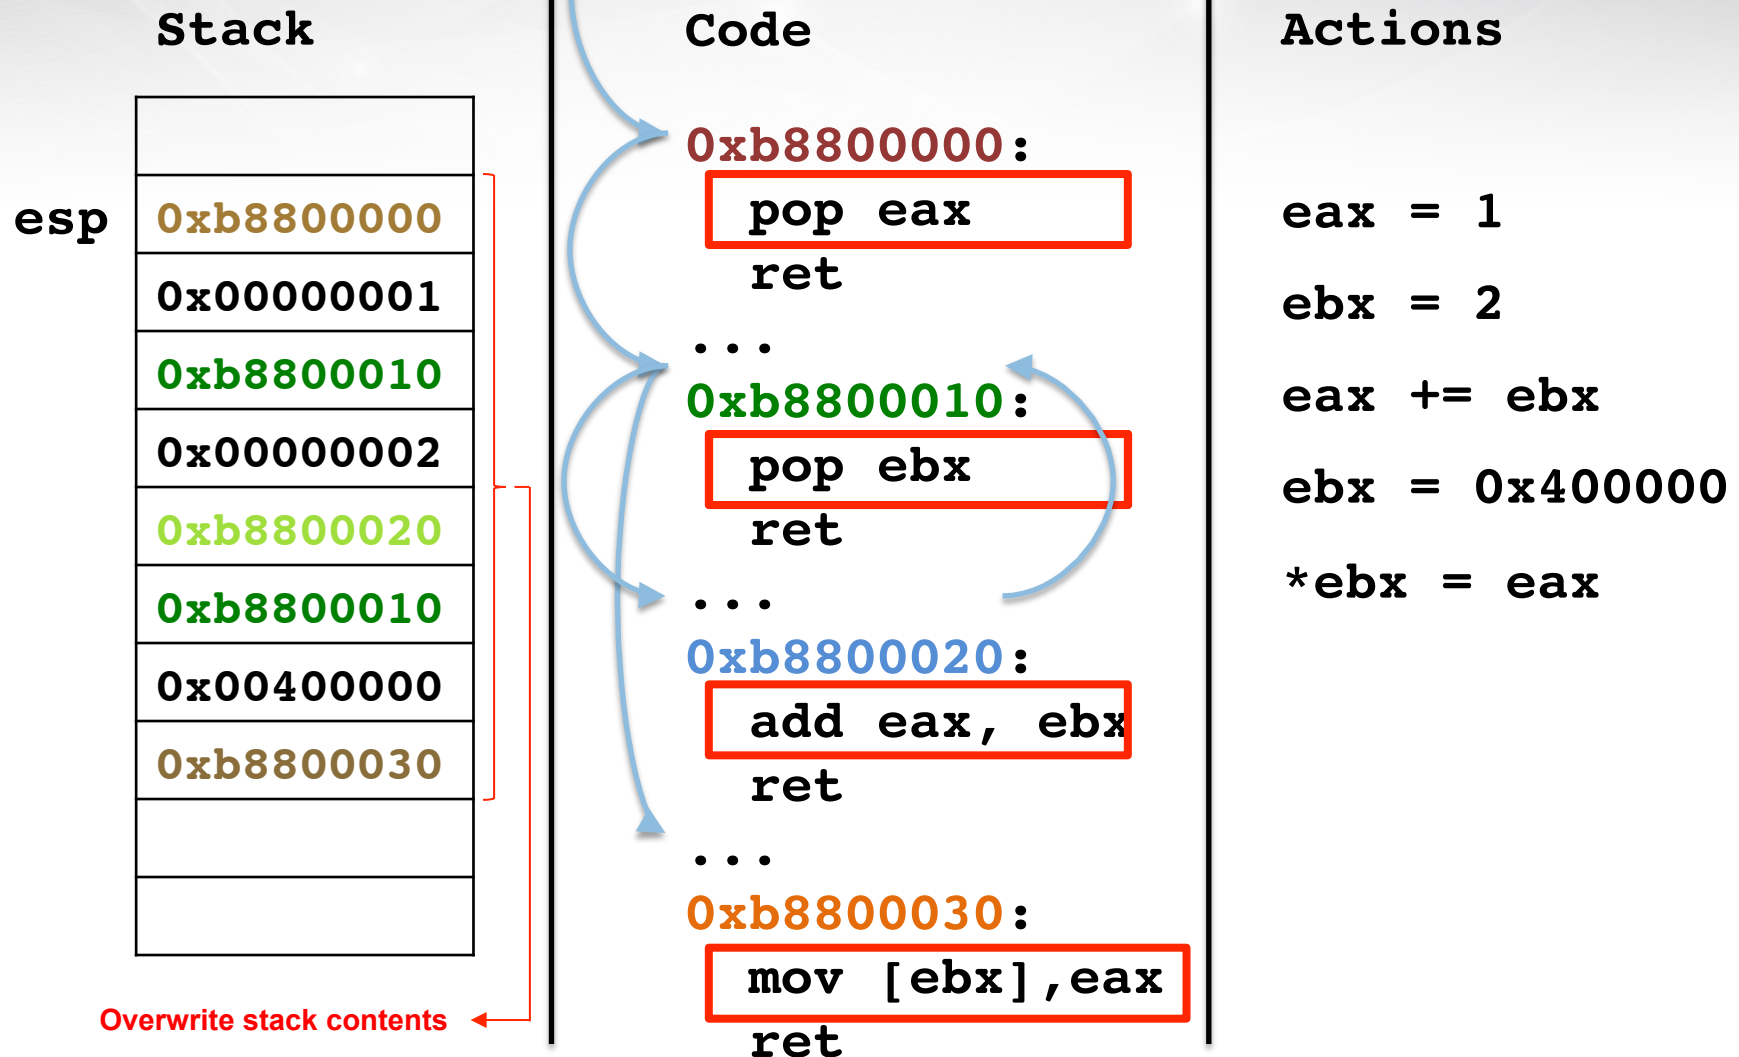 Stack
esp
0xb8800000
0x00000001
0xb8800010
0x00000002
0xb8800020
0xb8800010
0x00400000
0xb8800030
Overwrite stack contents
Code
0xb8800000:
pop eax
ret
...
0xb8800010:
pop ebx
ret
...
0xb8800020:
add eax, ebx
ret
...
0xb8800030:
mov [ebx],eax
ret
Actions
eax = 1
ebx = 2
eax += ebx
ebx = 0x400000
*ebx = eax